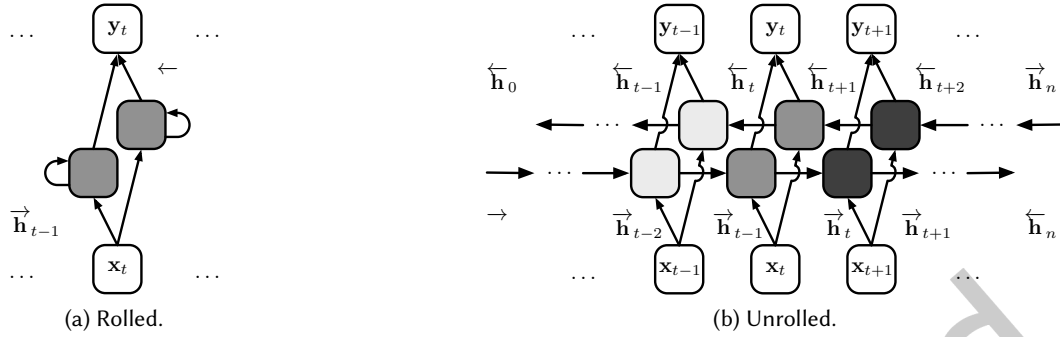 … y_t …
←
→h_{t−1}
… x_t …
(a) Rolled.
… y_{t−1} y_t y_{t+1} …
←h_0 ←h_{t−1} ←h_t ←h_{t+1} ←h_{t+2} →h_n
… …
… …
→ →h_{t−2} →h_{t−1} →h_t →h_{t+1} ←h_n
… x_{t−1} x_t x_{t+1} …
(b) Unrolled.
d